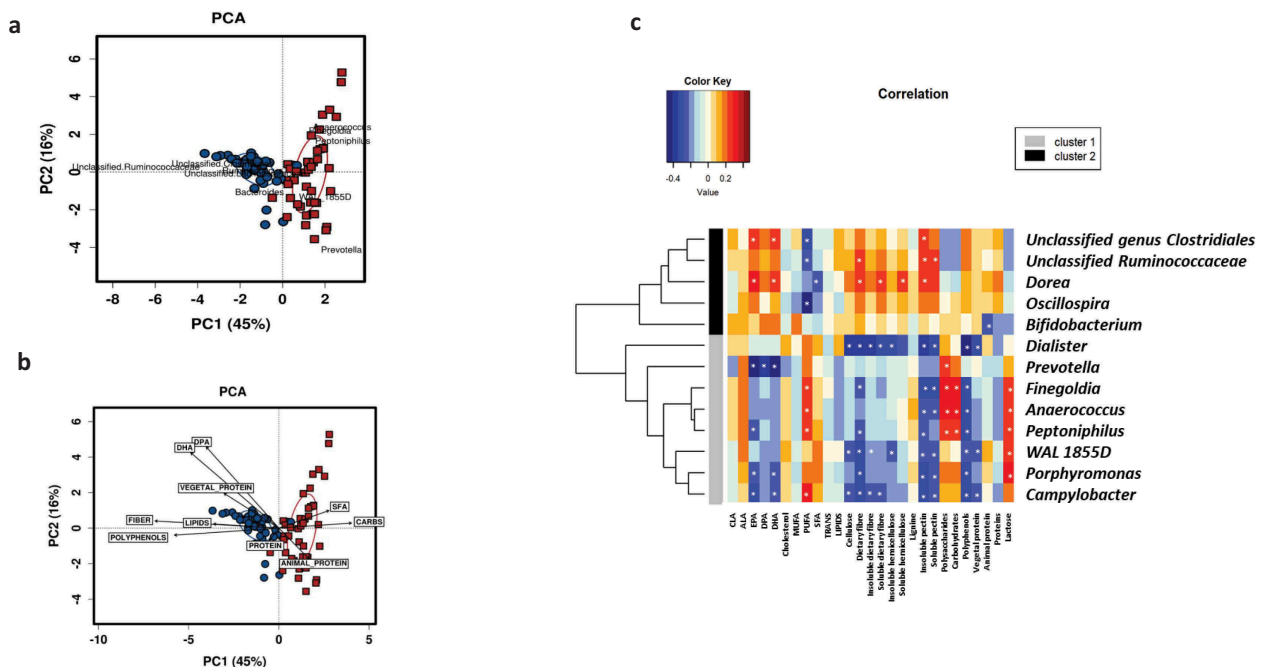 a
PCA
PC2 (16%)
6
4
2
0
-2
-4
Anaerococcus
Finegoldia
Peptoniphilus
Unclassified.Ruminococcaceae
Bacteroides
WAL_1855D
Prevotella
-8 -6 -4 -2 0 2
PC1 (45%)
b
PCA
PC2 (16%)
6
4
2
0
-2
-4
DPA
DHA
VEGETAL_PROTEIN
SFA
FIBER
LIPIDS
CARBS
POLYPHENOLS
PROTEIN
ANIMAL_PROTEIN
-10 -5 0 5
PC1 (45%)
c
Color Key
-0.4 0 0.2
Value
Correlation
cluster 1
cluster 2
Unclassified genus Clostridiales
Unclassified Ruminococcaceae
Dorea
Oscillospira
Bifidobacterium
Dialister
Prevotella
Finegoldia
Anaerococcus
Peptoniphilus
WAL 1855D
Porphyromonas
Campylobacter
CLA
ALA
EPA
DPA
DHA
Cholesterol
MUFA
PUFA
SFA
TRANS
LIPIDS
Cellulose
Dietary fibre
Insoluble dietary fibre
Soluble dietary fibre
Insoluble hemicellulose
Soluble hemicellulose
Lignine
Insoluble pectin
Soluble pectin
Polysaccharides
Carbohydrates
Polyphenols
Vegetal protein
Animal protein
Proteins
Lactose